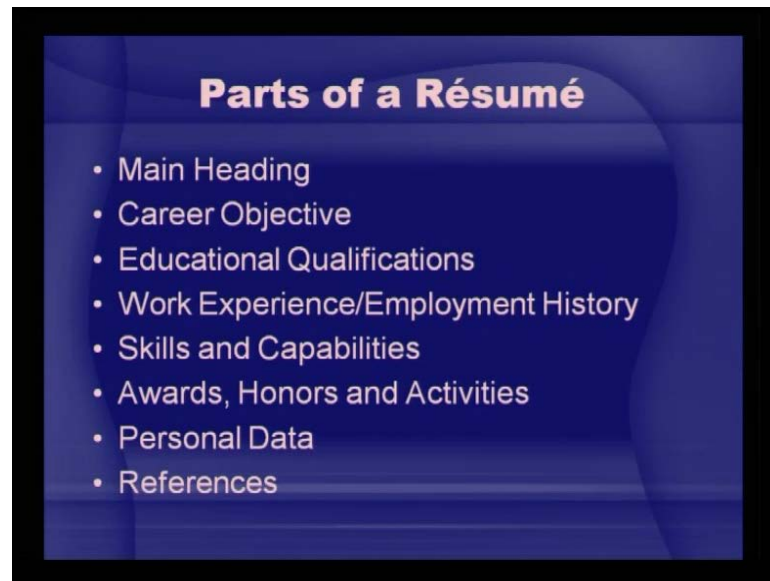 Parts of a Résumé
• Main Heading
• Career Objective
• Educational Qualifications
• Work Experience/Employment History
• Skills and Capabilities
• Awards, Honors and Activities
• Personal Data
• References